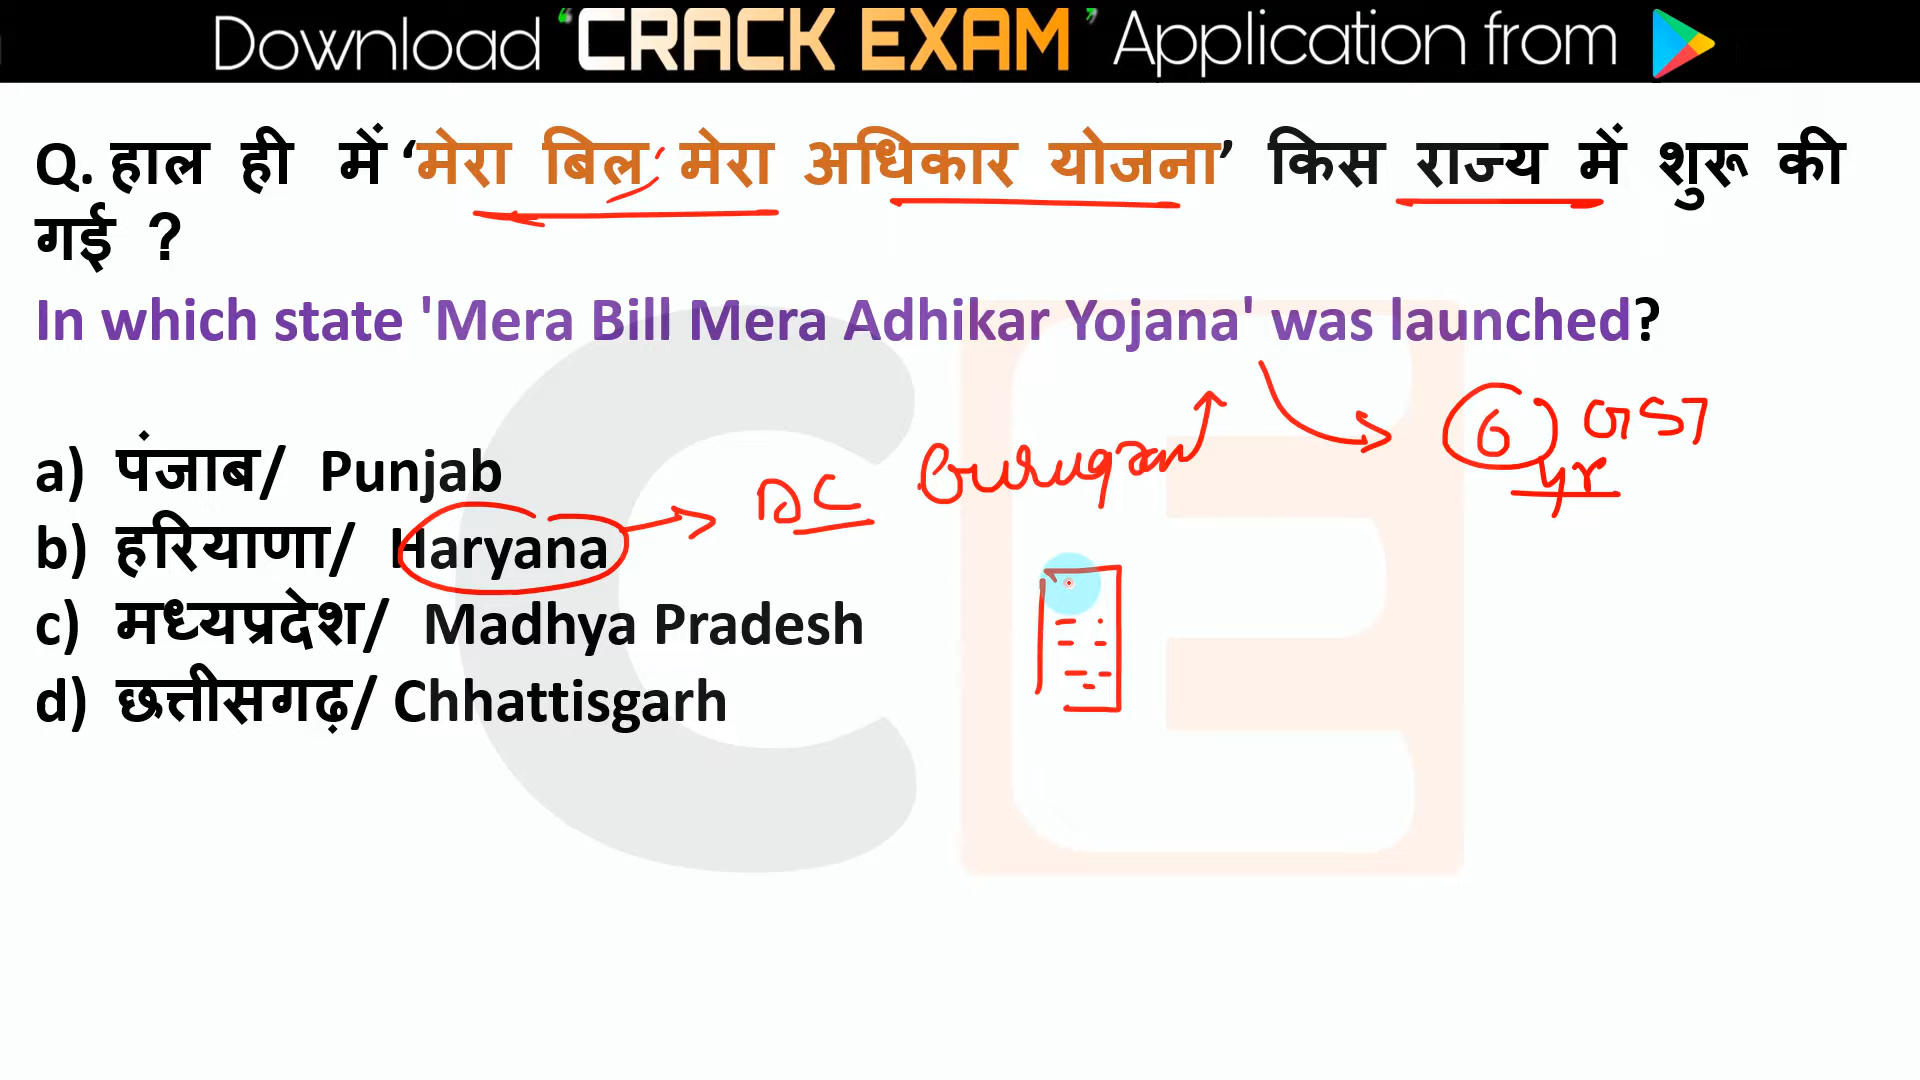 Download ‘CRACK EXAM’ Application from
Q. हाल ही में ‘मेरा बिल मेरा अधिकार योजना’ किस राज्य में शुरू की
गई ?
In which state 'Mera Bill Mera Adhikar Yojana' was launched?
6 yr GST
a) पंजाब/ Punjab
DC Gurugram
b) हरियाणा/ Haryana
c) मध्यप्रदेश/ Madhya Pradesh
d) छत्तीसगढ़/ Chhattisgarh
CE